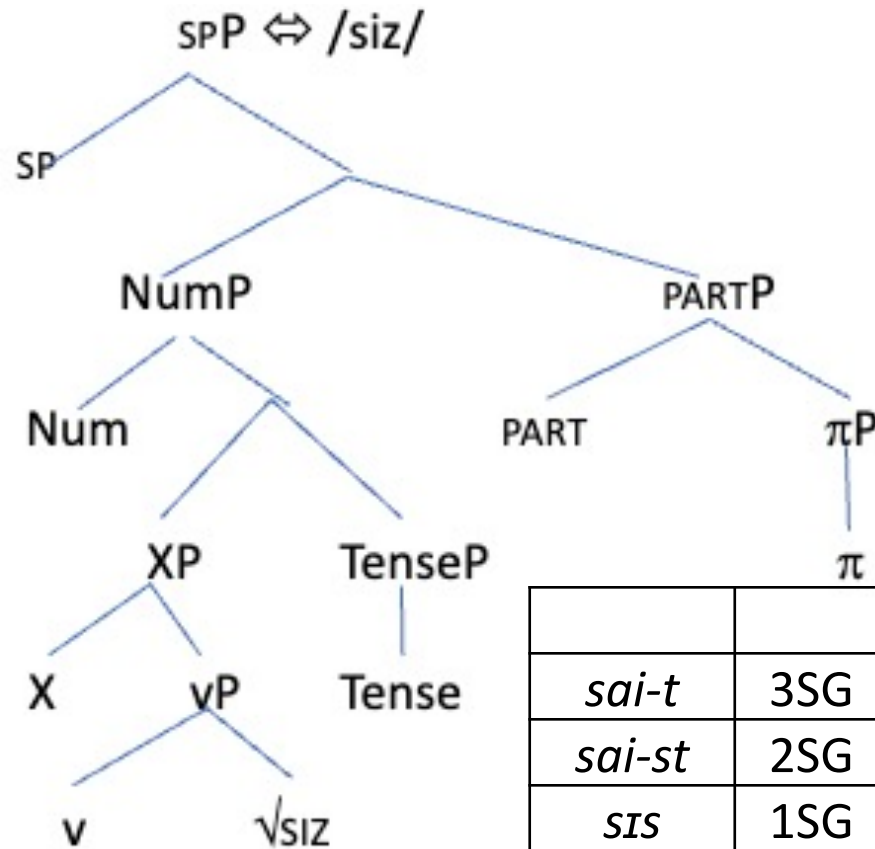 SPP ⇔ /siz/
SP
NumP PARTP
Num PART πP
XP TenseP π
X vP Tense
v √SIZ
sai-t 3SG
sai-st 2SG
sɪs 1SG